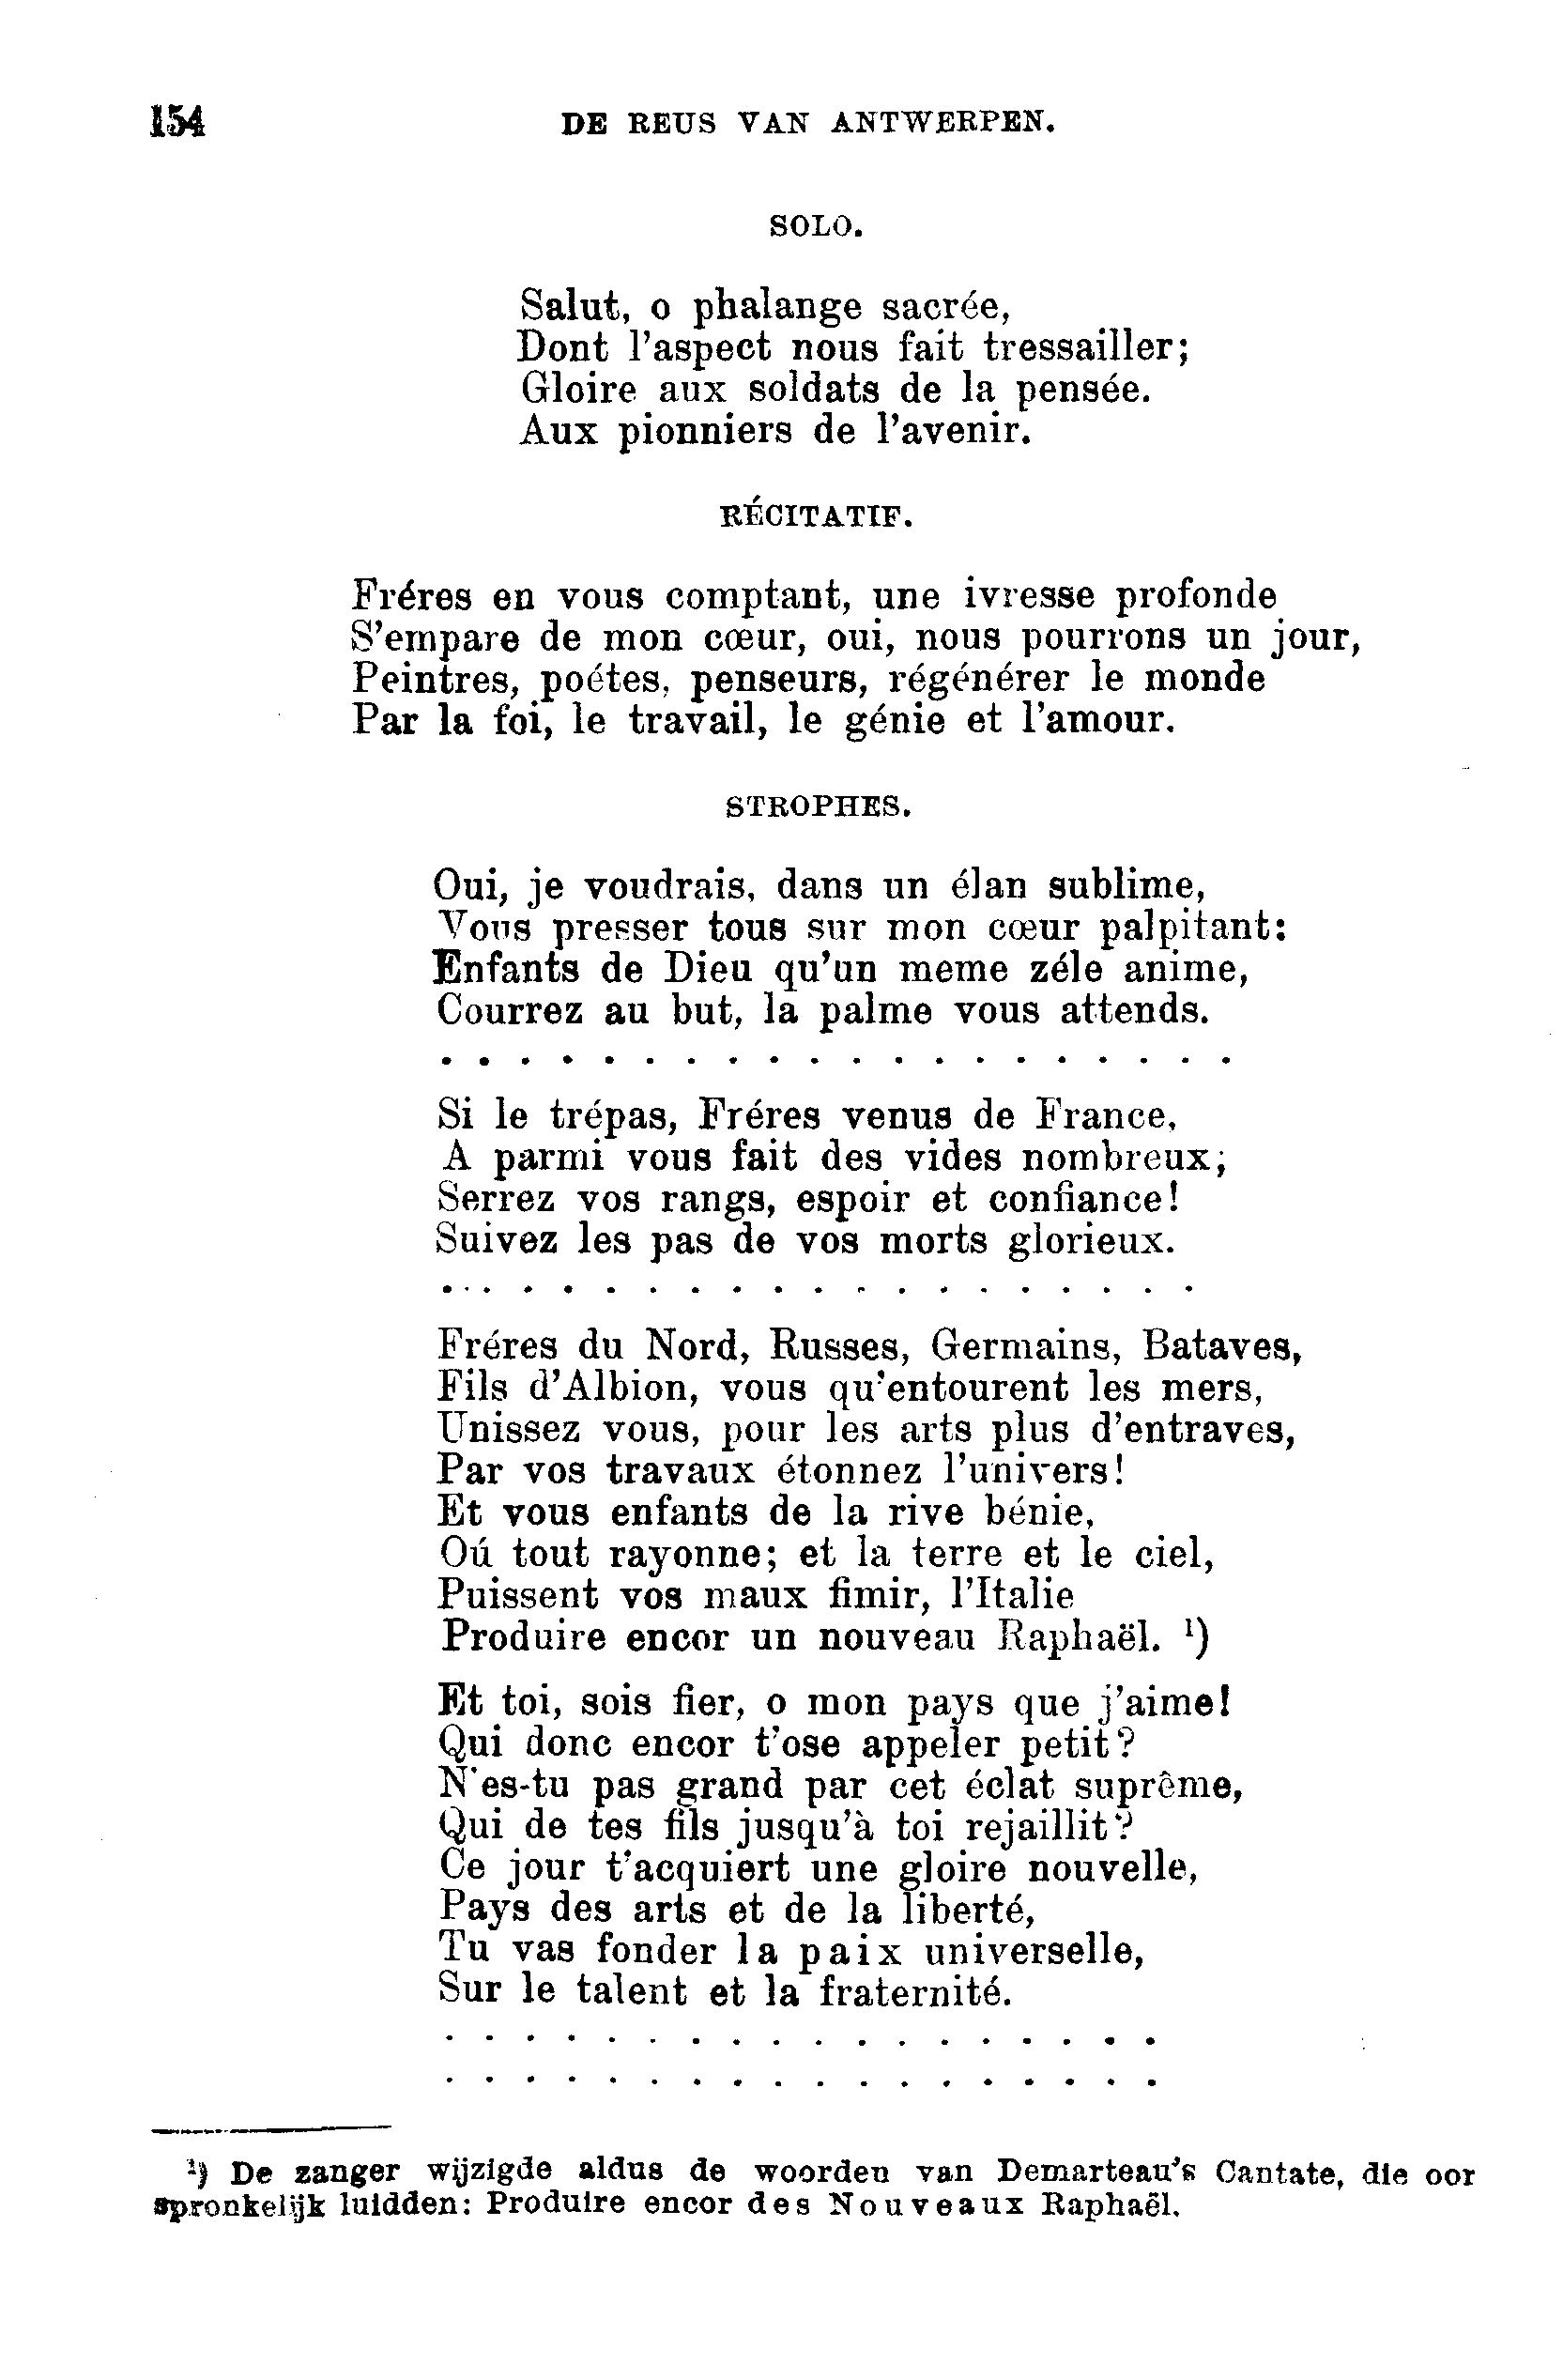 154 DE REUS VAN ANTWERPEN.
SOLO.
Salut, o phalange sacrée,
Dont l'aspect nous fait tressailler;
Gloire aux soldats de la pensée.
Aux pionniers de l'avenir.
RÉCITATIF.
Fréres en vous comptant, une ivresse profonde
S'empare de mon cœur, oui, nous pourrons un jour,
Peintres, poétes, penseurs, régénérer le monde
Par la foi, le travail, le génie et l'amour.
STROPHES.
Oui, je voudrais, dans un élan sublime,
Vous presser tous sur mon cœur palpitant:
Enfants de Dieu qu'un meme zéle anime,
Courrez au but, la palme vous attends.
. . . . . . . . . . . . . . . . . . . .
Si le trépas, Fréres venus de France,
A parmi vous fait des vides nombreux;
Serrez vos rangs, espoir et confiance!
Suivez les pas de vos morts glorieux.
. . . . . . . . . . . . . . . . . . . .
Fréres du Nord, Russes, Germains, Bataves,
Fils d'Albion, vous qu'entourent les mers,
Unissez vous, pour les arts plus d'entraves,
Par vos travaux étonnez l'univers!
Et vous enfants de la rive bénie,
Oú tout rayonne; et la terre et le ciel,
Puissent vos maux fimir, l'Italie
Produire encor un nouveau Raphaël. ¹)
Et toi, sois fier, o mon pays que j'aime!
Qui donc encor t'ose appeler petit?
N'es-tu pas grand par cet éclat suprême,
Qui de tes fils jusqu'à toi rejaillit?
Ce jour t'acquiert une gloire nouvelle,
Pays des arts et de la liberté,
Tu vas fonder la paix universelle,
Sur le talent et la fraternité.
. . . . . . . . . . . . . . . . . .
. . . . . . . . . . . . . . . . . .
¹) De zanger wijzigde aldus de woorden van Demarteau's Cantate, die oor
spronkelijk luidden: Produire encor des Nouveaux Raphaël.